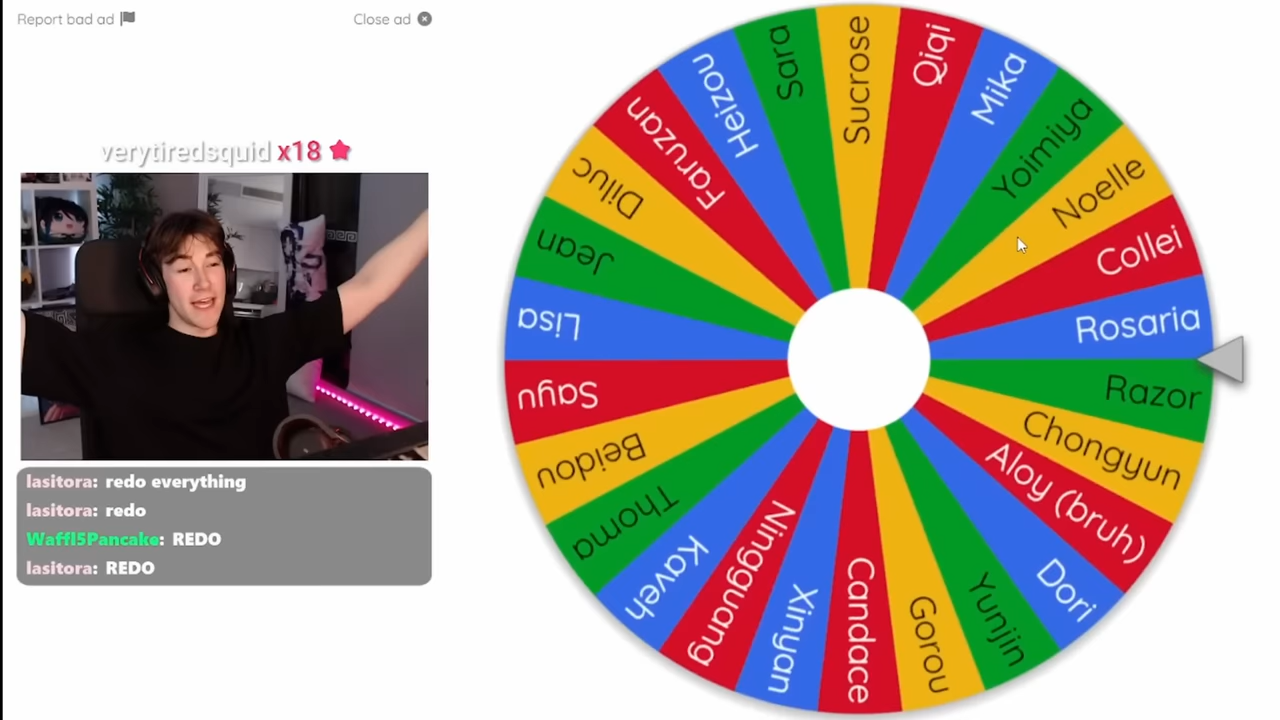 Report bad ad
Close ad
verytiredsquid x18
lasitora: redo everything
lasitora: redo
Waffl5Pancake: REDO
lasitora: REDO
Sara
Sucrose
Qiqi
Mika
Yoimiya
Noelle
Collei
Rosaria
Razor
Chongyun
Aloy (bruh)
Dori
Yunjin
Gorou
Candace
Xinyan
Ningguang
Kaveh
Thoma
Beidou
Sayu
Lisa
Jean
Diluc
Faruzan
Heizou